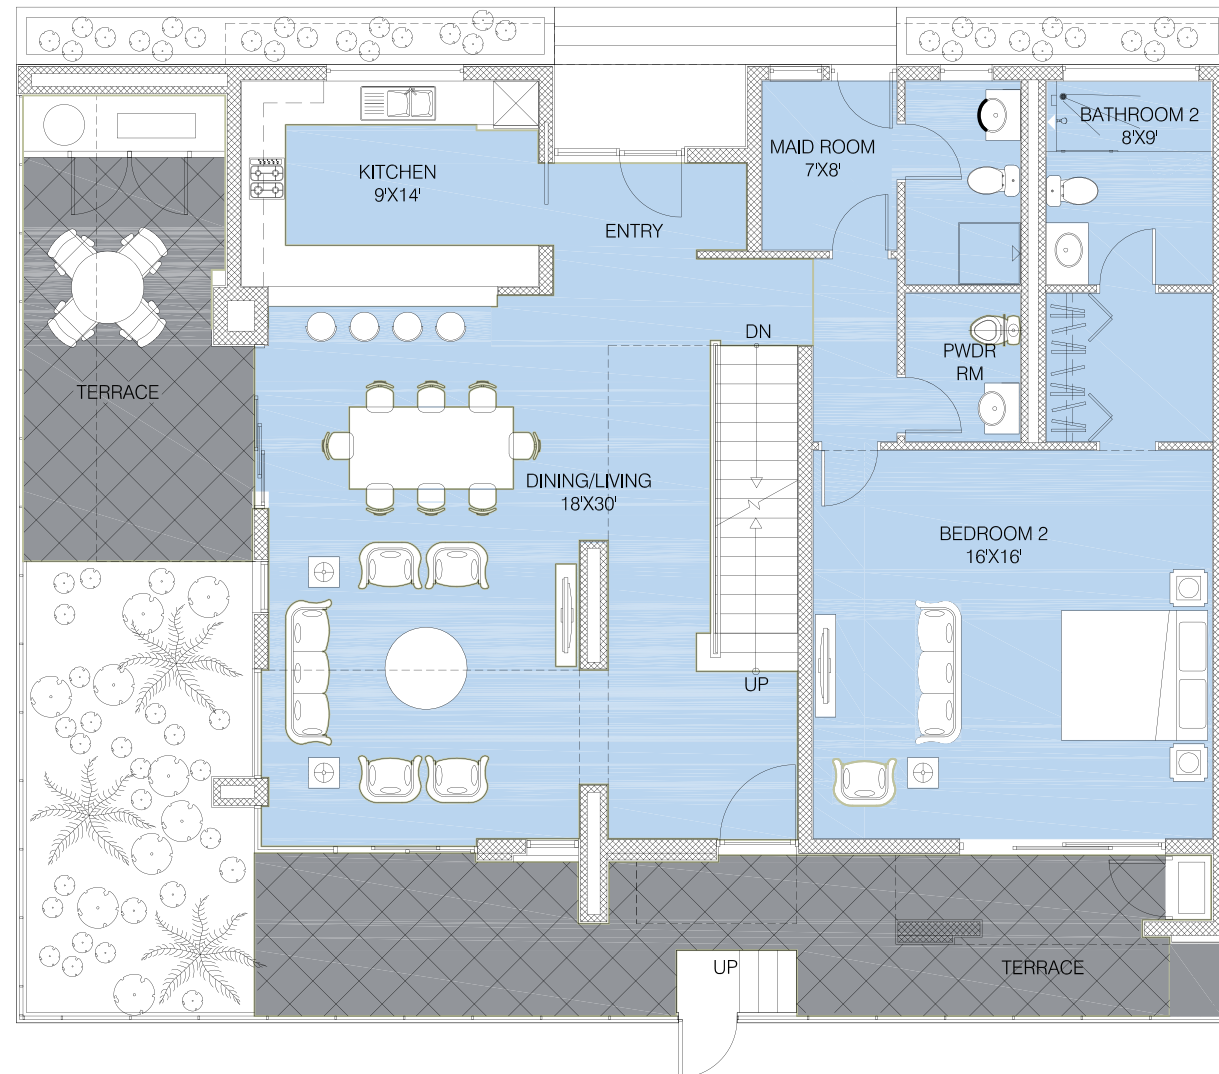 BATHROOM 2
8'X9'
MAID ROOM
7'X8'
KITCHEN
9'X14'
ENTRY
DN
PWDR
RM
TERRACE
DINING/LIVING
18'X30'
BEDROOM 2
16'X16'
UP
UP
TERRACE